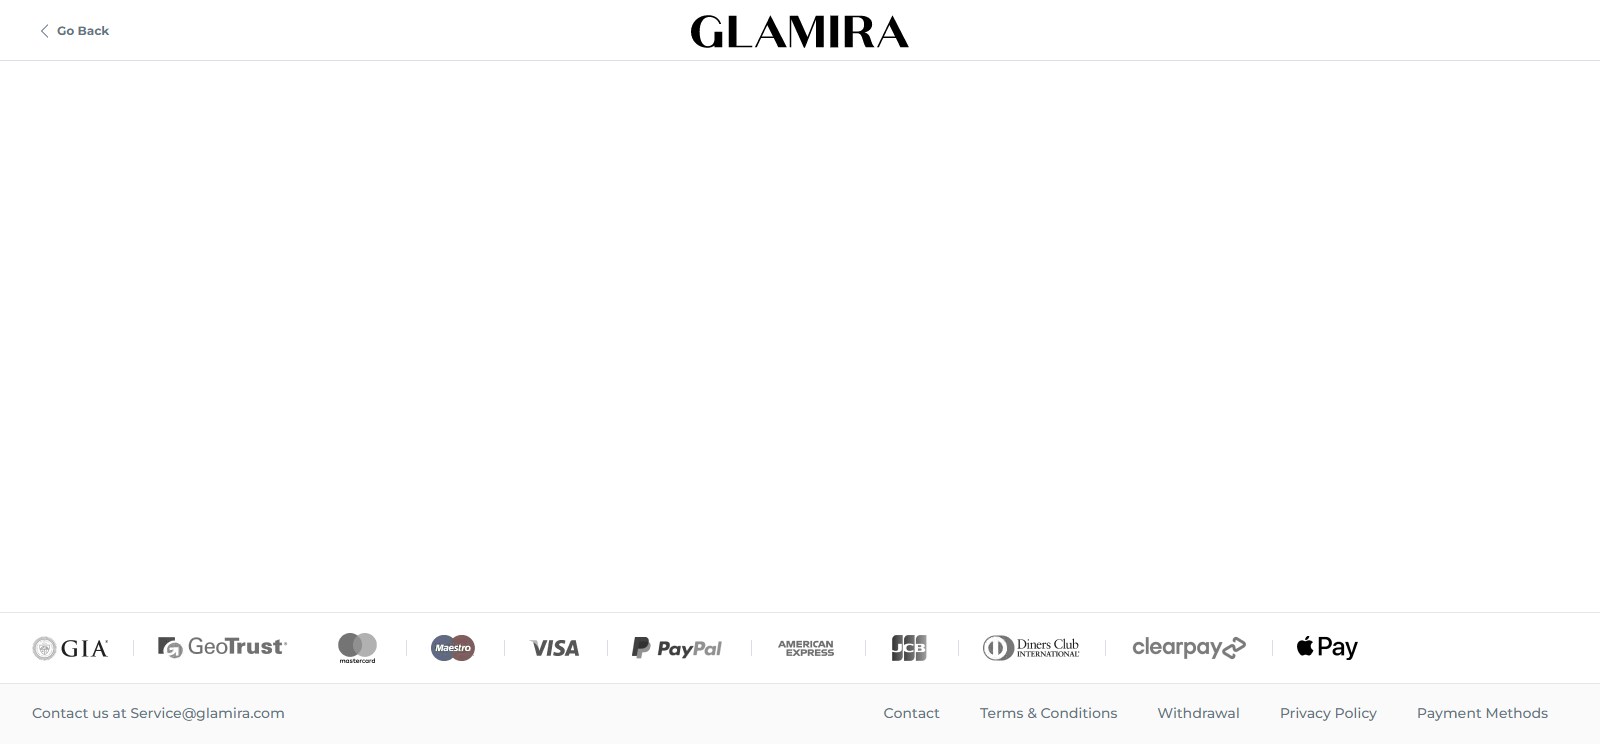 Go Back
GLAMIRA
GIA
GeoTrust
mastercard
Maestro
VISA
PayPal
AMERICAN
EXPRESS
JCB
Diners Club
INTERNATIONAL
clearpay
Pay
Contact us at Service@glamira.com
Contact
Terms & Conditions
Withdrawal
Privacy Policy
Payment Methods